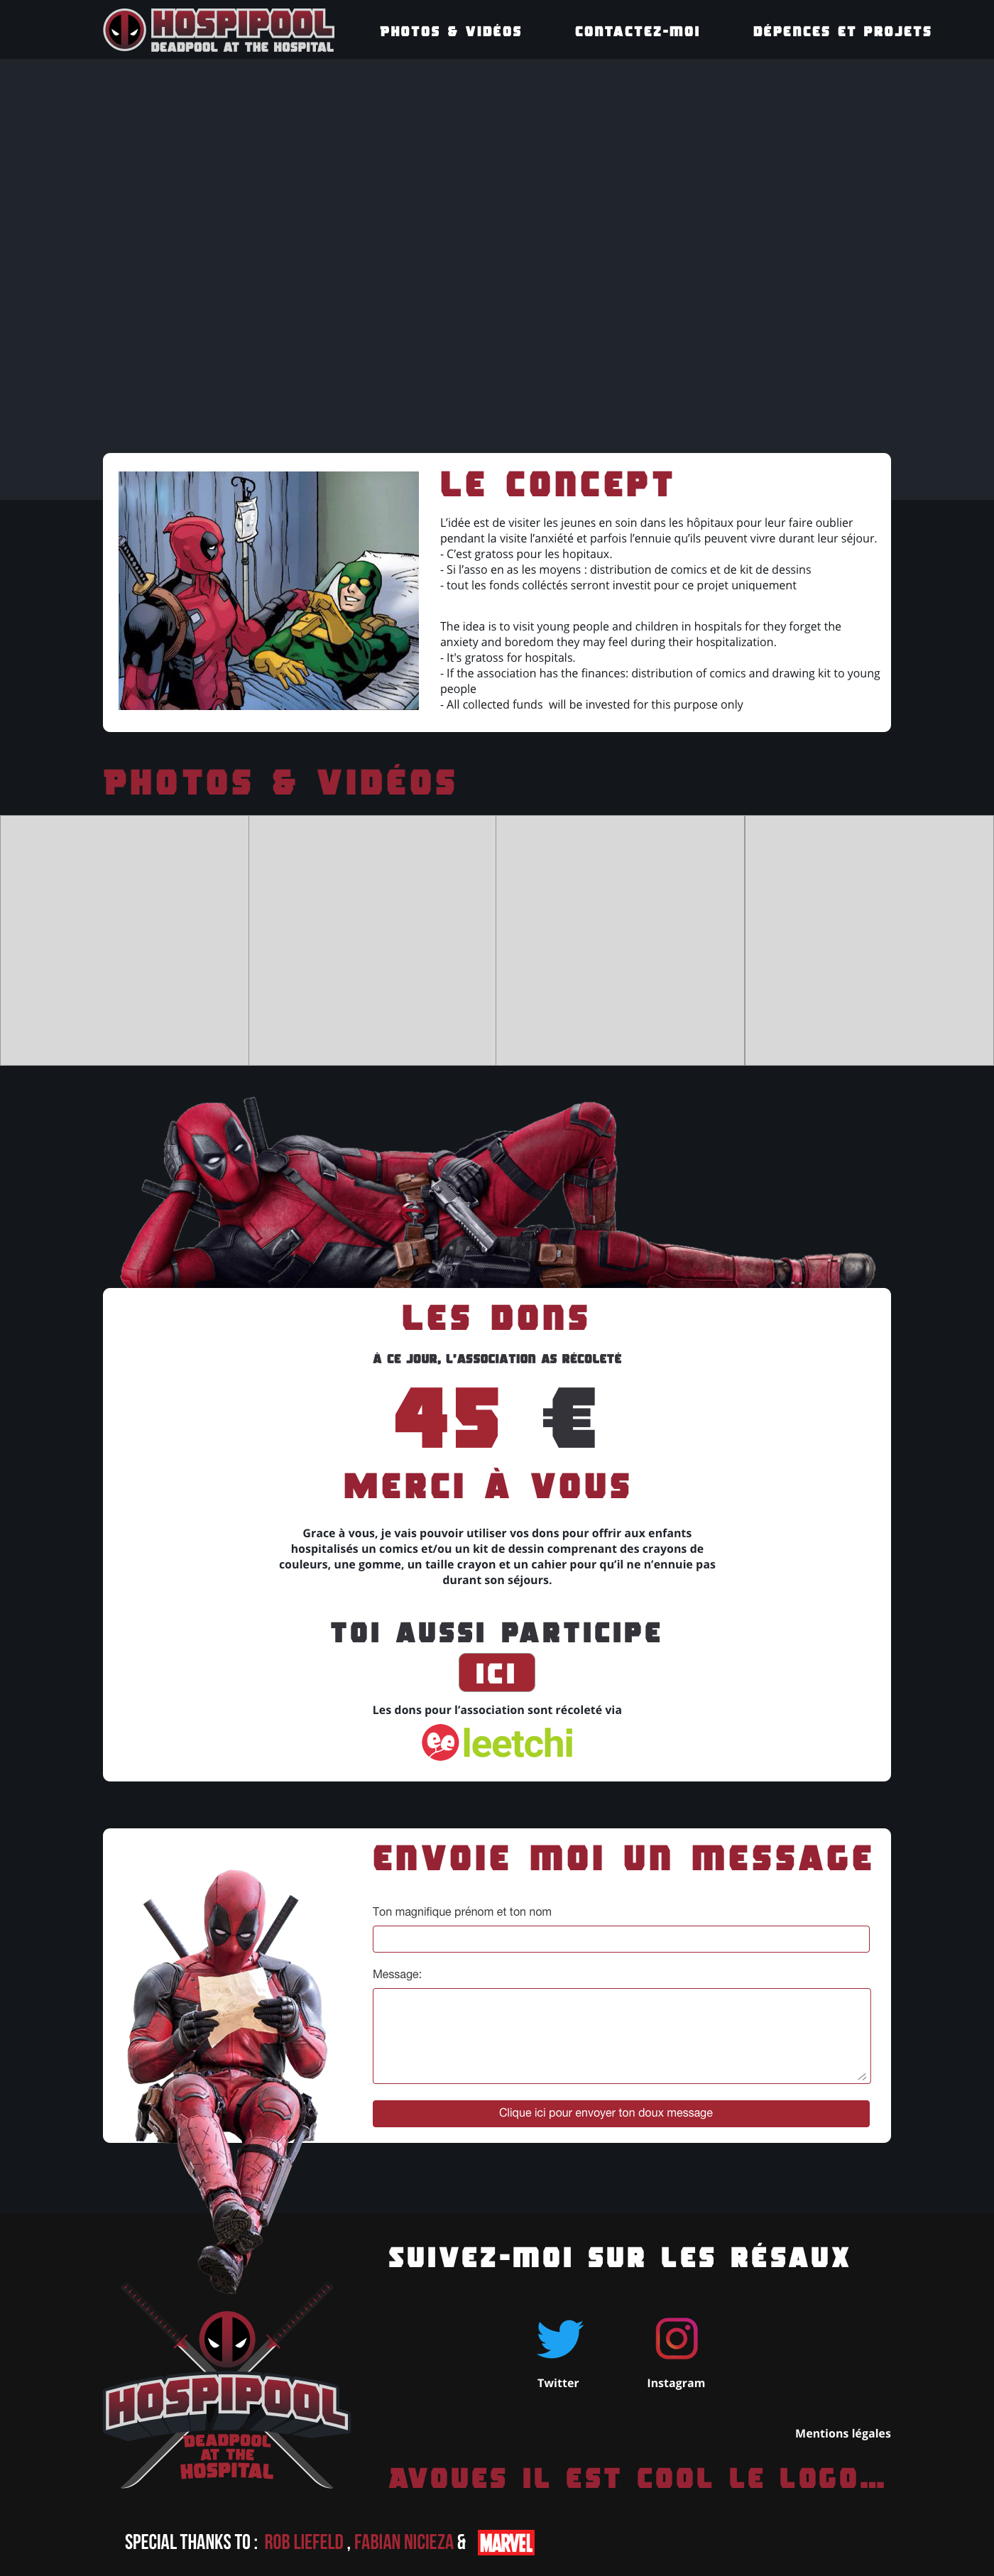 HOSPIPOOL
DEADPOOL AT THE HOSPITAL
PHOTOS & VIDÉOS
CONTACTEZ-MOI
DÉPENCES ET PROJETS
LE CONCEPT
L'idée est de visiter les jeunes en soin dans les hôpitaux pour leur faire oublier
pendant la visite l'anxiété et parfois l'ennuie qu'ils peuvent vivre durant leur séjour.
- C'est gratoss pour les hopitaux.
- Si l'asso en as les moyens : distribution de comics et de kit de dessins
- tout les fonds colléctés serront investit pour ce projet uniquement
The idea is to visit young people and children in hospitals for they forget the
anxiety and boredom they may feel during their hospitalization.
- It's gratoss for hospitals.
- If the association has the finances: distribution of comics and drawing kit to young
people
- All collected funds  will be invested for this purpose only
PHOTOS & VIDÉOS
LES DONS
À CE JOUR, L'ASSOCIATION AS RÉCOLETÉ
45 €
MERCI À VOUS
Grace à vous, je vais pouvoir utiliser vos dons pour offrir aux enfants
hospitalisés un comics et/ou un kit de dessin comprenant des crayons de
couleurs, une gomme, un taille crayon et un cahier pour qu'il ne n'ennuie pas
durant son séjours.
TOI AUSSI PARTICIPE
ICI
Les dons pour l'association sont récoleté via
leetchi
ENVOIE MOI UN MESSAGE
Ton magnifique prénom et ton nom
Message:
Clique ici pour envoyer ton doux message
SUIVEZ-MOI SUR LES RÉSAUX
Twitter
Instagram
HOSPIPOOL
DEADPOOL
AT THE
HOSPITAL
Mentions légales
AVOUES IL EST COOL LE LOGO...
SPECIAL THANKS TO : ROB LIEFELD , FABIAN NICIEZA & MARVEL